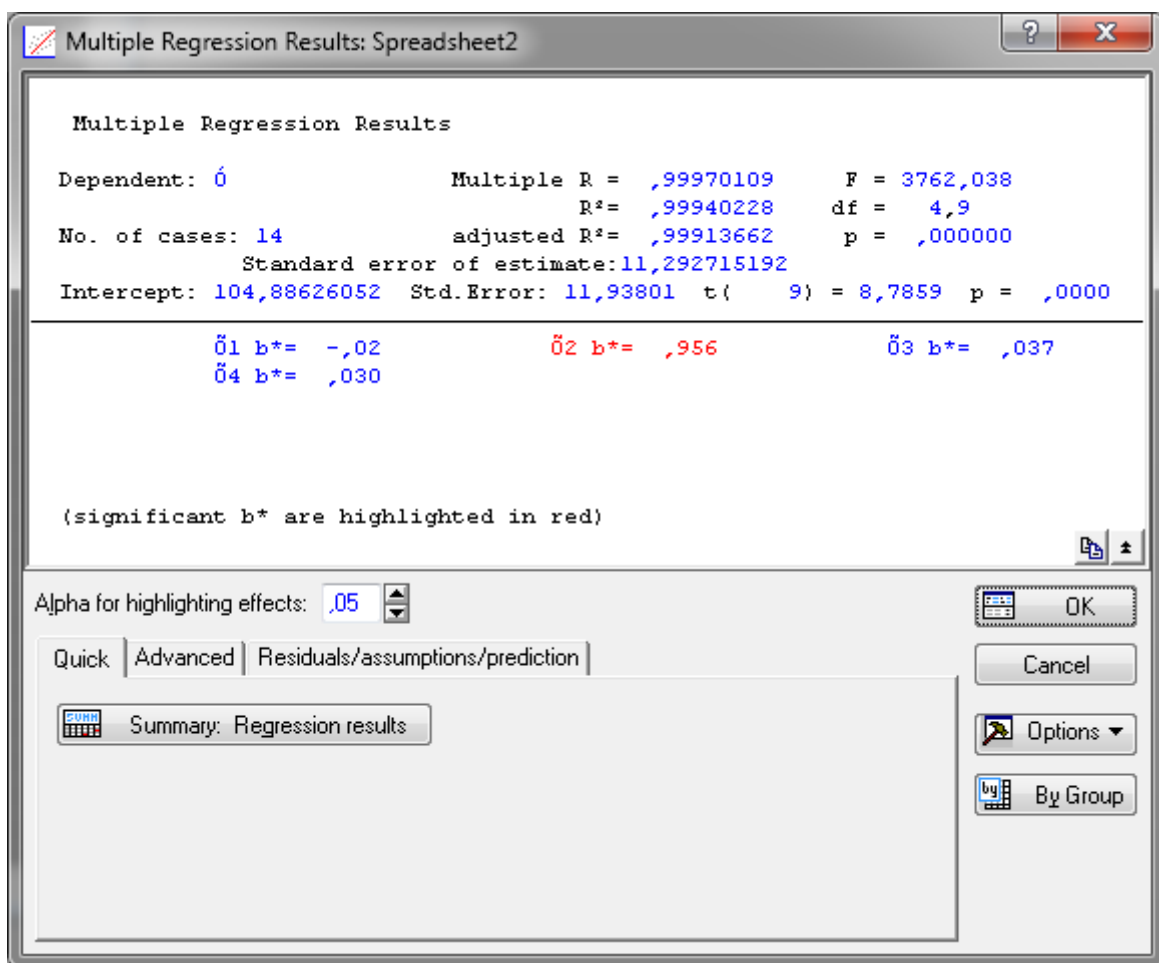 Multiple Regression Results: Spreadsheet2
Multiple Regression Results
Dependent: Ó Multiple R = ,99970109 F = 3762,038
R²= ,99940228 df = 4,9
No. of cases: 14 adjusted R²= ,99913662 p = ,000000
Standard error of estimate:11,292715192
Intercept: 104,88626052 Std.Error: 11,93801 t( 9) = 8,7859 p = ,0000
Õ1 b*= -,02 Õ2 b*= ,956 Õ3 b*= ,037
Õ4 b*= ,030
(significant b* are highlighted in red)
Alpha for highlighting effects: ,05
OK
Quick Advanced Residuals/assumptions/prediction
Cancel
Summary: Regression results
Options
By Group